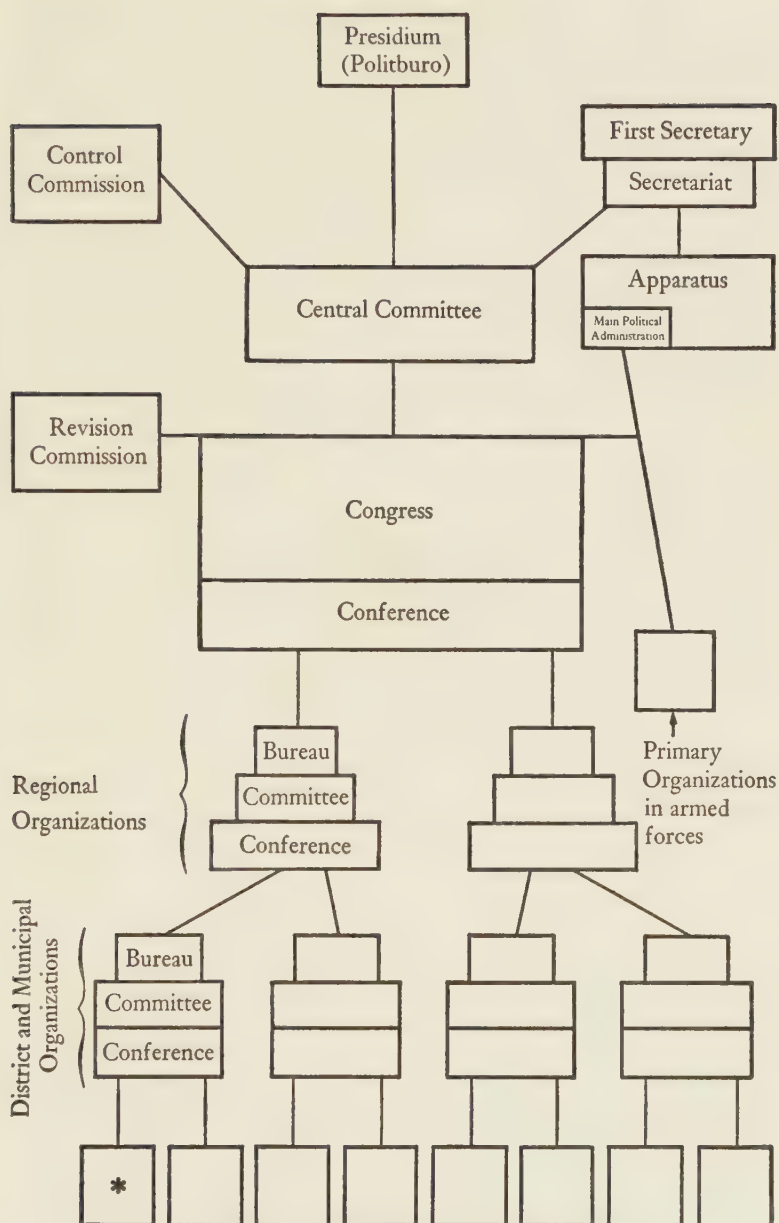 Presidium
(Politburo)
First Secretary
Control
Commission
Secretariat
Apparatus
Central Committee
Main Political
Administration
Revision
Commission
Congress
Conference
Bureau
Primary
Organizations
in armed
forces
Regional
Organizations
Committee
Conference
District and Municipal
Organizations
Bureau
Committee
Conference
*